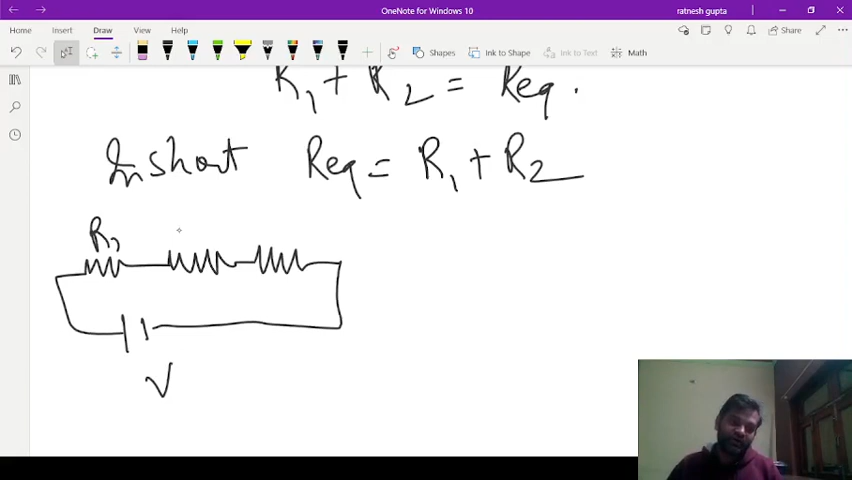 OneNote for Windows 10
ratnesh gupta
Home Insert Draw View Help
Share
Shapes Ink to Shape Ink to Text Math
R1 + R2 = Req.
In short Req = R1 + R2
R1
V